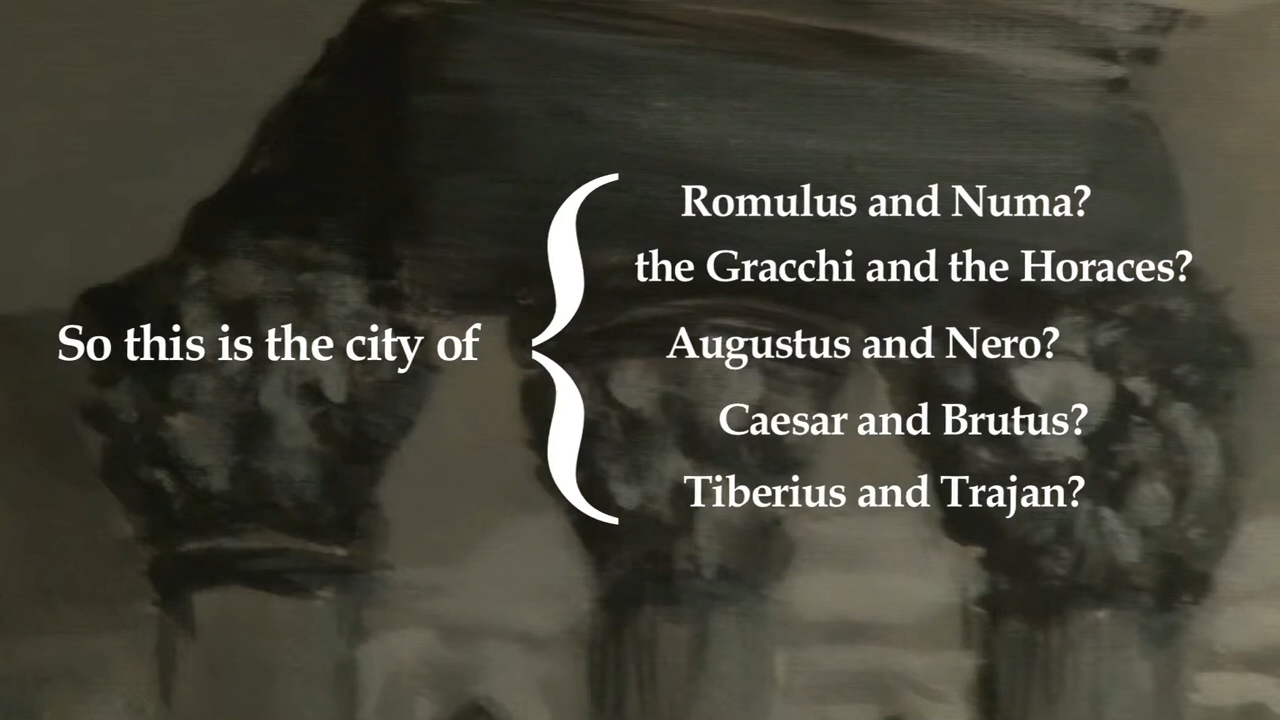 So this is the city of
Romulus and Numa?
the Gracchi and the Horaces?
Augustus and Nero?
Caesar and Brutus?
Tiberius and Trajan?